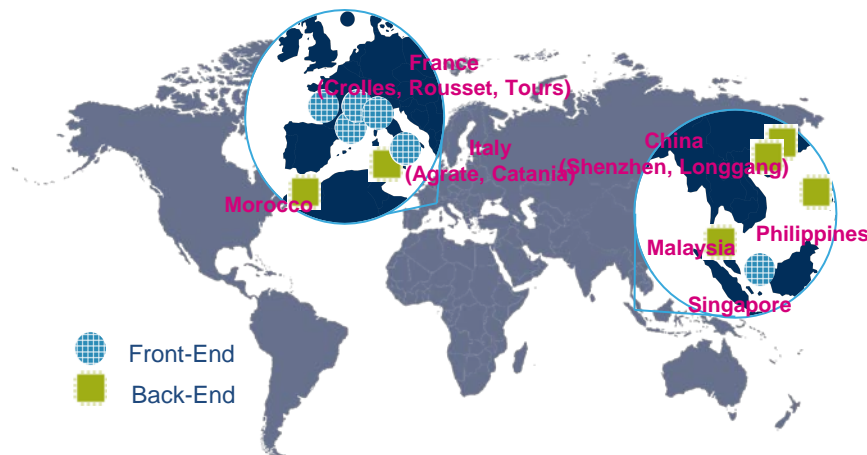 France
(Crolles, Rousset, Tours)
Italy
(Agrate, Catania)
Morocco
China
(Shenzhen, Longgang)
Philippines
Malaysia
Singapore
Front-End
Back-End